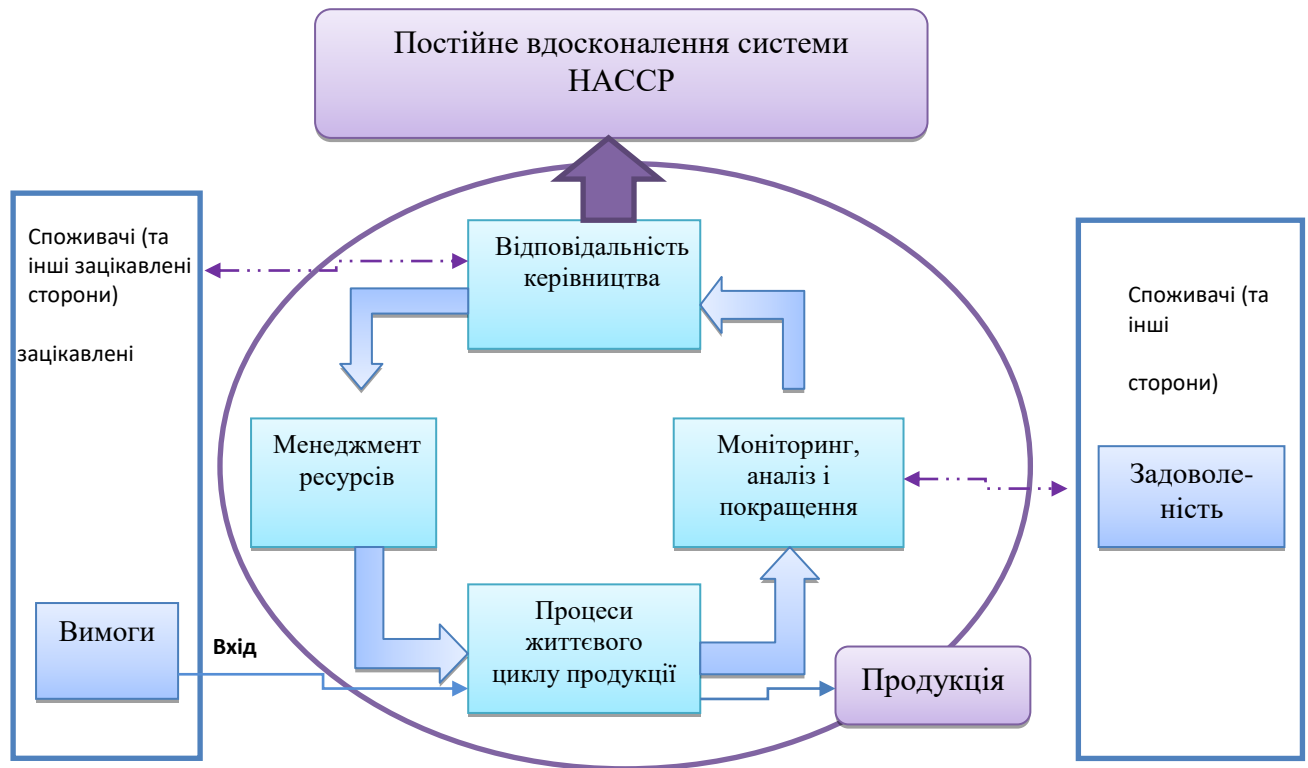 Постійне вдосконалення системи
НАССР
Споживачі (та
інші зацікавлені
сторони)
зацікавлені
Відповідальність
керівництва
Споживачі (та
інші
сторони)
Менеджмент
ресурсів
Моніторинг,
аналіз і
покращення
Задоволе-
ність
Вимоги
Вхід
Процеси
життєвого
циклу продукції
Продукція